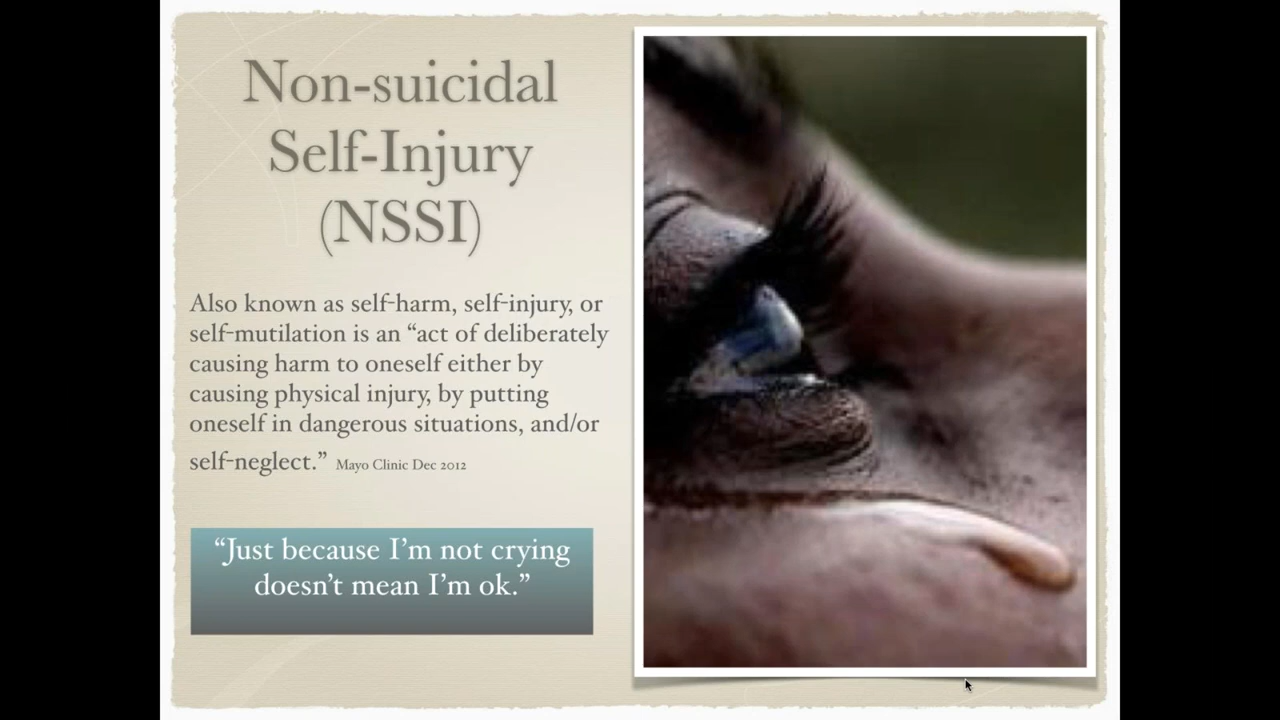 Non-suicidal
Self-Injury
(NSSI)
Also known as self-harm, self-injury, or
self-mutilation is an “act of deliberately
causing harm to oneself either by
causing physical injury, by putting
oneself in dangerous situations, and/or
self-neglect.” Mayo Clinic Dec 2012
“Just because I’m not crying
doesn’t mean I’m ok.”